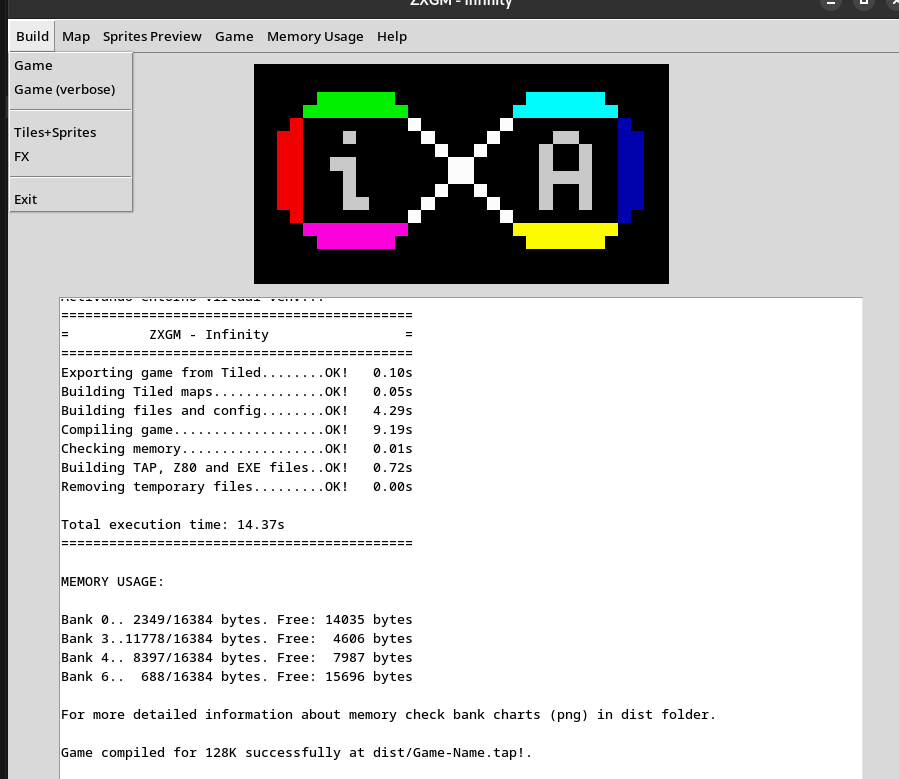 ZXGM - Infinity
Build Map Sprites Preview Game Memory Usage Help
Game
Game (verbose)
Tiles+Sprites
FX
Exit
i A
Activando entorno virtual venv...
============================================
=          ZXGM - Infinity                 =
============================================
Exporting game from Tiled........OK!   0.10s
Building Tiled maps..............OK!   0.05s
Building files and config........OK!   4.29s
Compiling game...................OK!   9.19s
Checking memory..................OK!   0.01s
Building TAP, Z80 and EXE files..OK!   0.72s
Removing temporary files.........OK!   0.00s
Total execution time: 14.37s
============================================
MEMORY USAGE:
Bank 0.. 2349/16384 bytes. Free: 14035 bytes
Bank 3..11778/16384 bytes. Free:  4606 bytes
Bank 4.. 8397/16384 bytes. Free:  7987 bytes
Bank 6..  688/16384 bytes. Free: 15696 bytes
For more detailed information about memory check bank charts (png) in dist folder.
Game compiled for 128K successfully at dist/Game-Name.tap!.